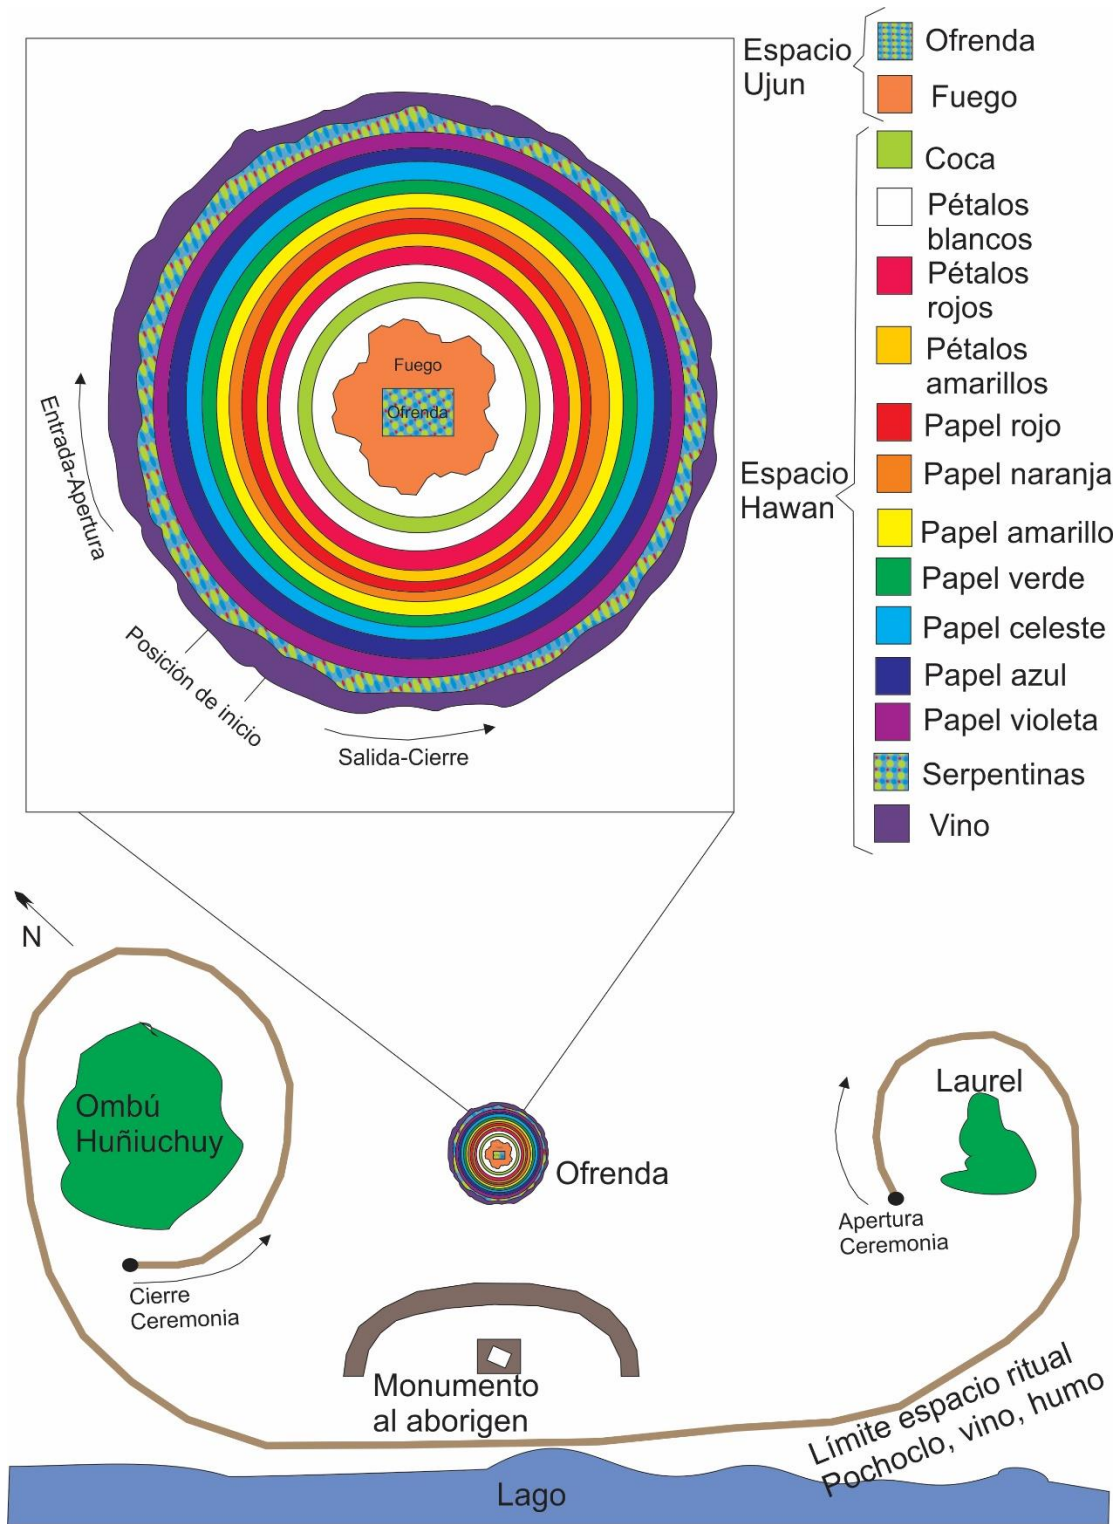 Espacio
Ujun
Ofrenda
Fuego
Espacio
Hawan
Coca
Pétalos
blancos
Pétalos
rojos
Pétalos
amarillos
Papel rojo
Papel naranja
Papel amarillo
Papel verde
Papel celeste
Papel azul
Papel violeta
Serpentinas
Vino
Fuego
Ofrenda
Entrada-Apertura
Posición de inicio
Salida-Cierre
N
Ombú
Huñiuchuy
Ofrenda
Laurel
Apertura
Ceremonia
Cierre
Ceremonia
Monumento
al aborigen
Límite espacio ritual
Pochoclo, vino, humo
Lago